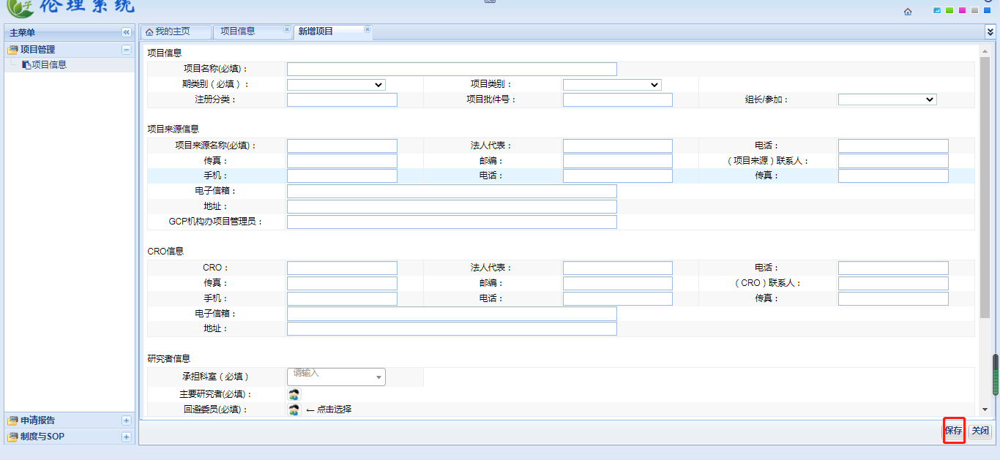 伦理系统
主菜单
我的主页 项目信息 新增项目
项目管理
项目信息
申请报告
制度与SOP
项目信息
项目名称(必填)：
期类别（必填）： 项目类别：
注册分类： 项目批件号： 组长/参加：
项目来源信息
项目来源名称(必填)： 法人代表： 电话：
传真： 邮编： （项目来源）联系人：
手机： 电话： 传真：
电子信箱：
地址：
GCP机构办项目管理员：
CRO信息
CRO： 法人代表： 电话：
传真： 邮编： （CRO）联系人：
手机： 电话： 传真：
电子信箱：
地址：
研究者信息
承担科室（必填） 请输入
主要研究者(必填)：
回避委员(必填)： ←点击选择
保存 关闭